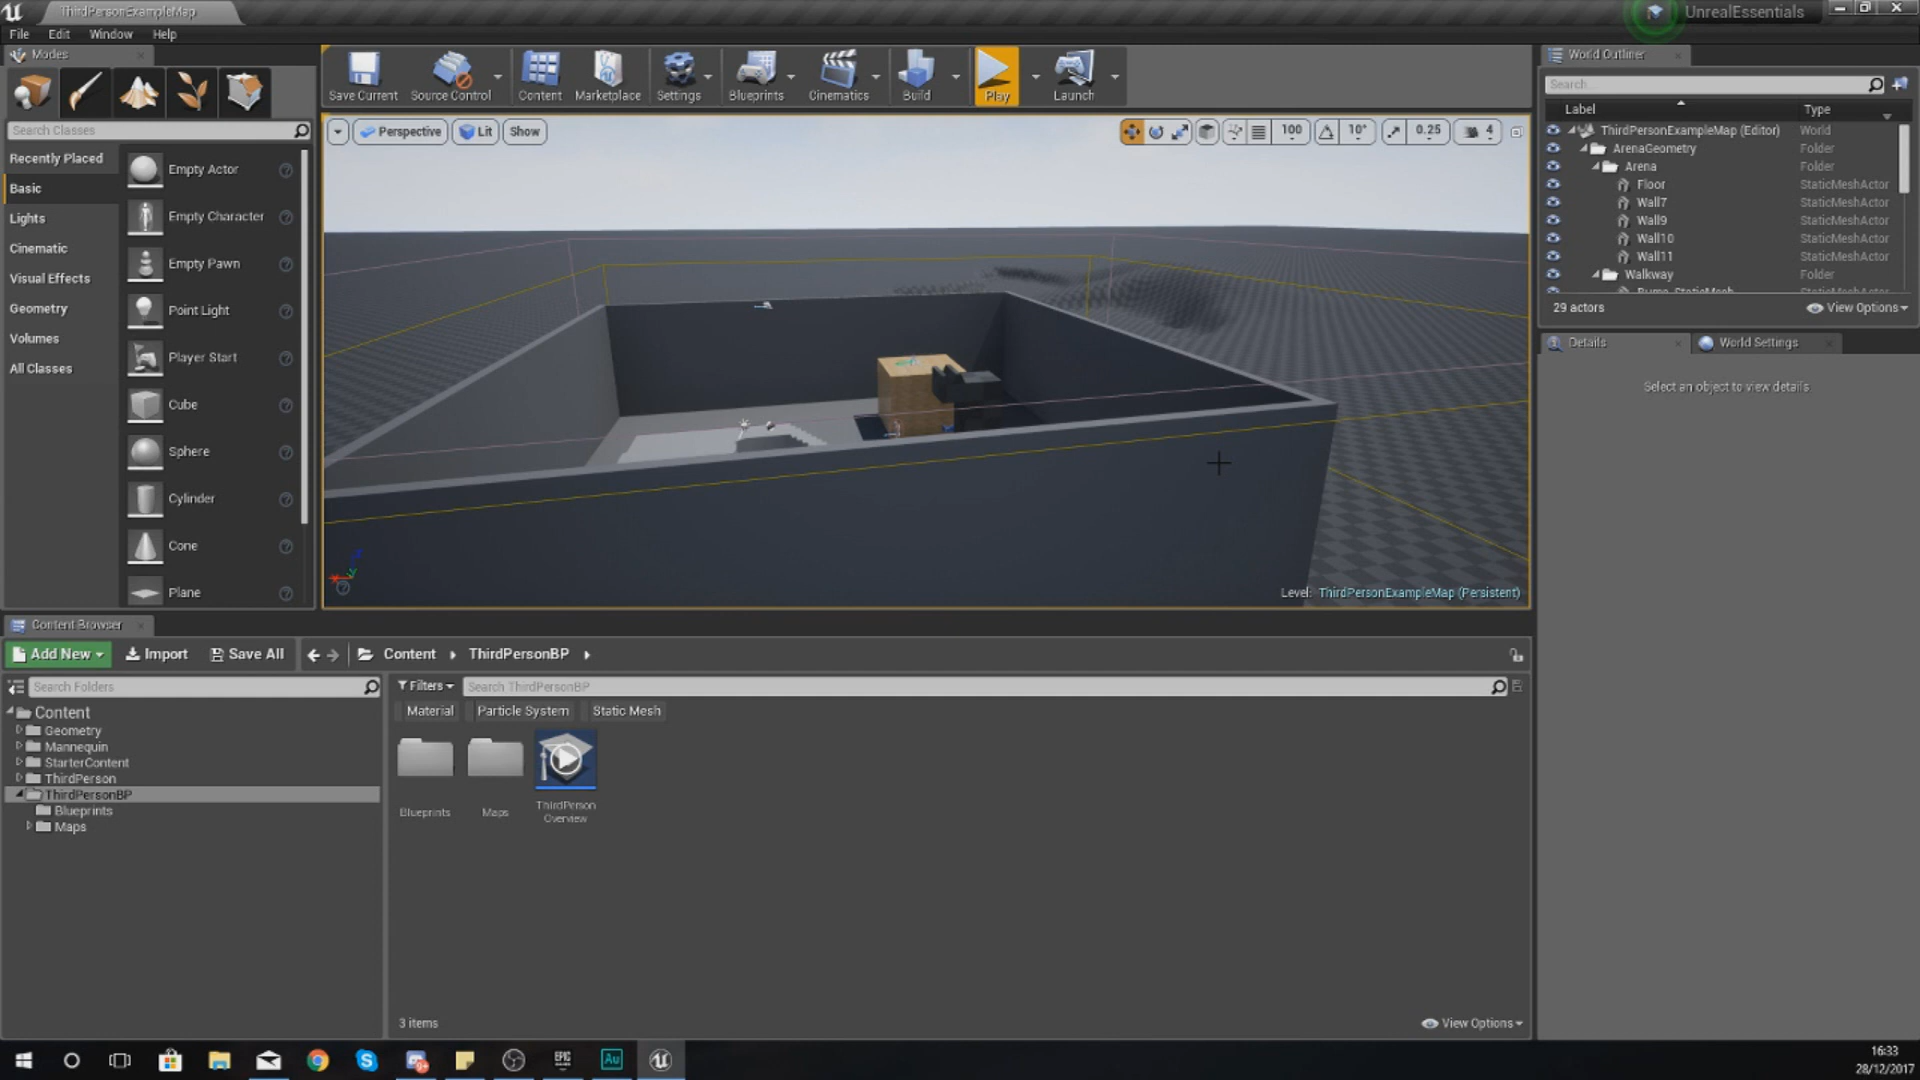 ThirdPersonExampleMap
UnrealEssentials
File Edit Window Help
Modes
Search Classes
Recently Placed
Basic
Lights
Cinematic
Visual Effects
Geometry
Volumes
All Classes
Empty Actor
Empty Character
Empty Pawn
Point Light
Player Start
Cube
Sphere
Cylinder
Cone
Plane
Save Current
Source Control
Content
Marketplace
Settings
Blueprints
Cinematics
Build
Play
Launch
Perspective
Lit
Show
100
10°
0.25
4
Level: ThirdPersonExampleMap (Persistent)
World Outliner
Search...
Label Type
ThirdPersonExampleMap (Editor) World
ArenaGeometry Folder
Arena Folder
Floor StaticMeshActor
Wall7 StaticMeshActor
Wall9 StaticMeshActor
Wall10 StaticMeshActor
Wall11 StaticMeshActor
Walkway Folder
29 actors
View Options
Details
World Settings
Select an object to view details
Content Browser
Add New
Import
Save All
Content
ThirdPersonBP
Search Folders
Content
Geometry
Mannequin
StarterContent
ThirdPerson
ThirdPersonBP
Blueprints
Maps
Filters
Search ThirdPersonBP
Material
Particle System
Static Mesh
Blueprints
Maps
ThirdPerson
Overview
3 items
View Options
EPIC
Au
16:33
28/12/2017